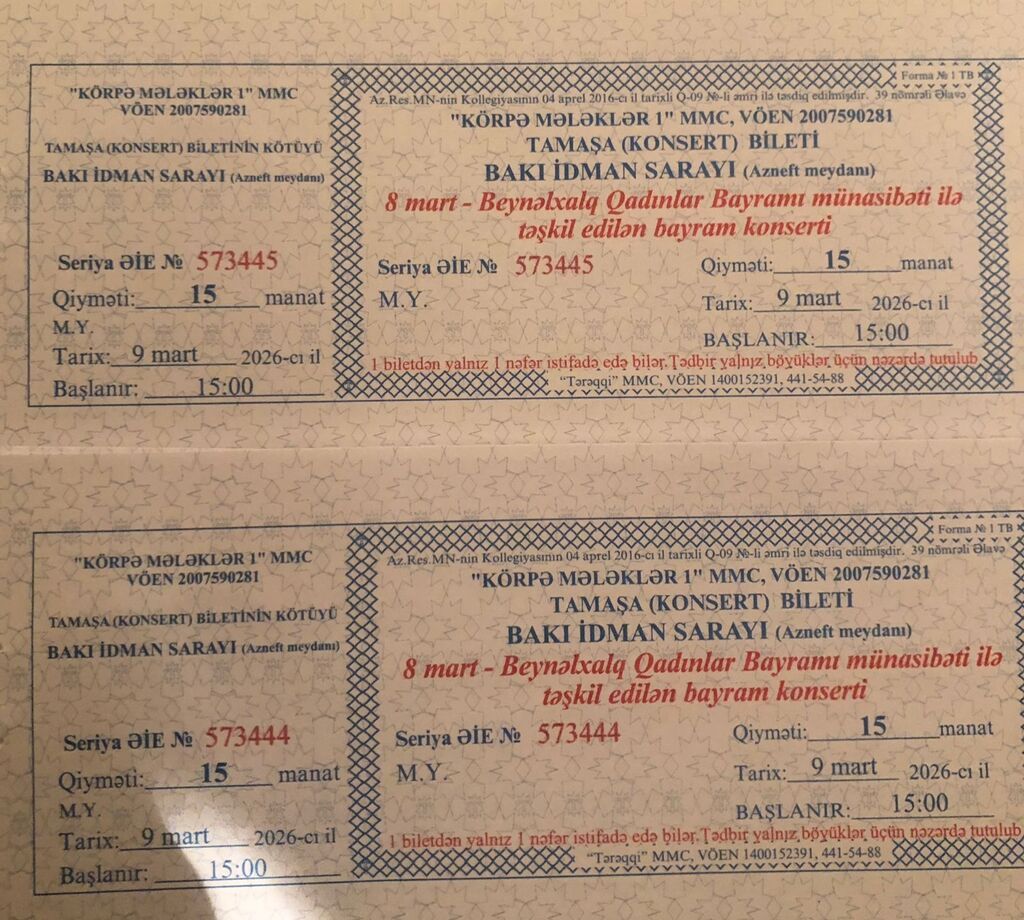 "KÖRPƏ MƏLƏKLƏR 1" MMC
VÖEN 2007590281
TAMAŞA (KONSERT) BİLETİNİN KÖTÜYÜ
BAKI İDMAN SARAYI (Azneft meydanı)
Seriya ƏİE № 573445
Qiyməti: 15 manat
M.Y.
Tarix: 9 mart 2026-cı il
Başlanır: 15:00
Forma № 1 TB
Az.Res.MN-nin Kollegiyasının 04 aprel 2016-cı il tarixli Q-09 №-li əmri ilə təsdiq edilmişdir. 39 nömrəli Əlavə
"KÖRPƏ MƏLƏKLƏR 1" MMC, VÖEN 2007590281
TAMAŞA (KONSERT) BİLETİ
BAKI İDMAN SARAYI (Azneft meydanı)
8 mart - Beynəlxalq Qadınlar Bayramı münasibəti ilə
təşkil edilən bayram konserti
Seriya ƏİE № 573445
Qiyməti: 15 manat
M.Y.
Tarix: 9 mart 2026-cı il
BAŞLANIR: 15:00
1 biletdən yalnız 1 nəfər istifadə edə bilər. Tədbir yalnız böyüklər üçün nəzərdə tutulub
"Tərəqqi" MMC, VÖEN 1400152391, 441-54-88
"KÖRPƏ MƏLƏKLƏR 1" MMC
VÖEN 2007590281
TAMAŞA (KONSERT) BİLETİNİN KÖTÜYÜ
BAKI İDMAN SARAYI (Azneft meydanı)
Seriya ƏİE № 573444
Qiyməti: 15 manat
M.Y.
Tarix: 9 mart 2026-cı il
Başlanır: 15:00
Forma № 1 TB
Az.Res.MN-nin Kollegiyasının 04 aprel 2016-cı il tarixli Q-09 №-li əmri ilə təsdiq edilmişdir. 39 nömrəli Əlavə
"KÖRPƏ MƏLƏKLƏR 1" MMC, VÖEN 2007590281
TAMAŞA (KONSERT) BİLETİ
BAKI İDMAN SARAYI (Azneft meydanı)
8 mart - Beynəlxalq Qadınlar Bayramı münasibəti ilə
təşkil edilən bayram konserti
Seriya ƏİE № 573444
Qiyməti: 15 manat
M.Y.
Tarix: 9 mart 2026-cı il
BAŞLANIR: 15:00
1 biletdən yalnız 1 nəfər istifadə edə bilər. Tədbir yalnız böyüklər üçün nəzərdə tutulub
"Tərəqqi" MMC, VÖEN 1400152391, 441-54-88